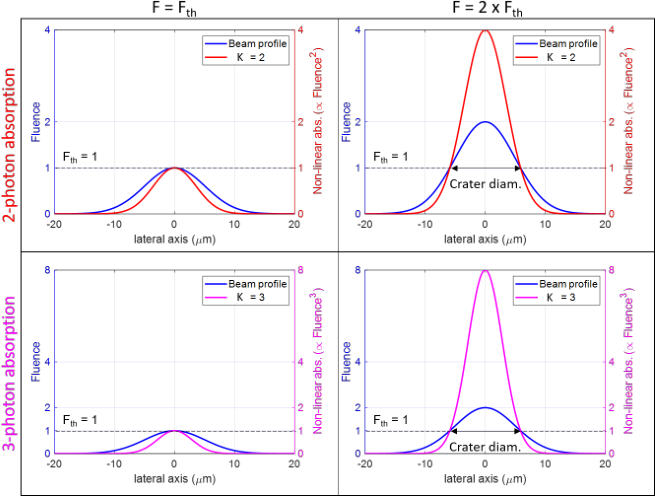 F = Fth
F = 2 x Fth
2-photon absorption
3-photon absorption
4
2
1
0
Fluence
Fth = 1
Beam profile
K = 2
4
2
1
0
Non-linear abs. (∝ Fluence²)
-20 -10 0 10 20
lateral axis (μm)
4
2
1
0
Fluence
Fth = 1
Beam profile
K = 2
Crater diam.
4
2
1
0
Non-linear abs. (∝ Fluence²)
-20 -10 0 10 20
lateral axis (μm)
8
4
2
1
0
Fluence
Fth = 1
Beam profile
K = 3
8
4
2
1
0
Non-linear abs. (∝ Fluence³)
-20 -10 0 10 20
lateral axis (μm)
8
4
2
1
0
Fluence
Fth = 1
Beam profile
K = 3
Crater diam.
8
4
2
1
0
Non-linear abs. (∝ Fluence³)
-20 -10 0 10 20
lateral axis (μm)